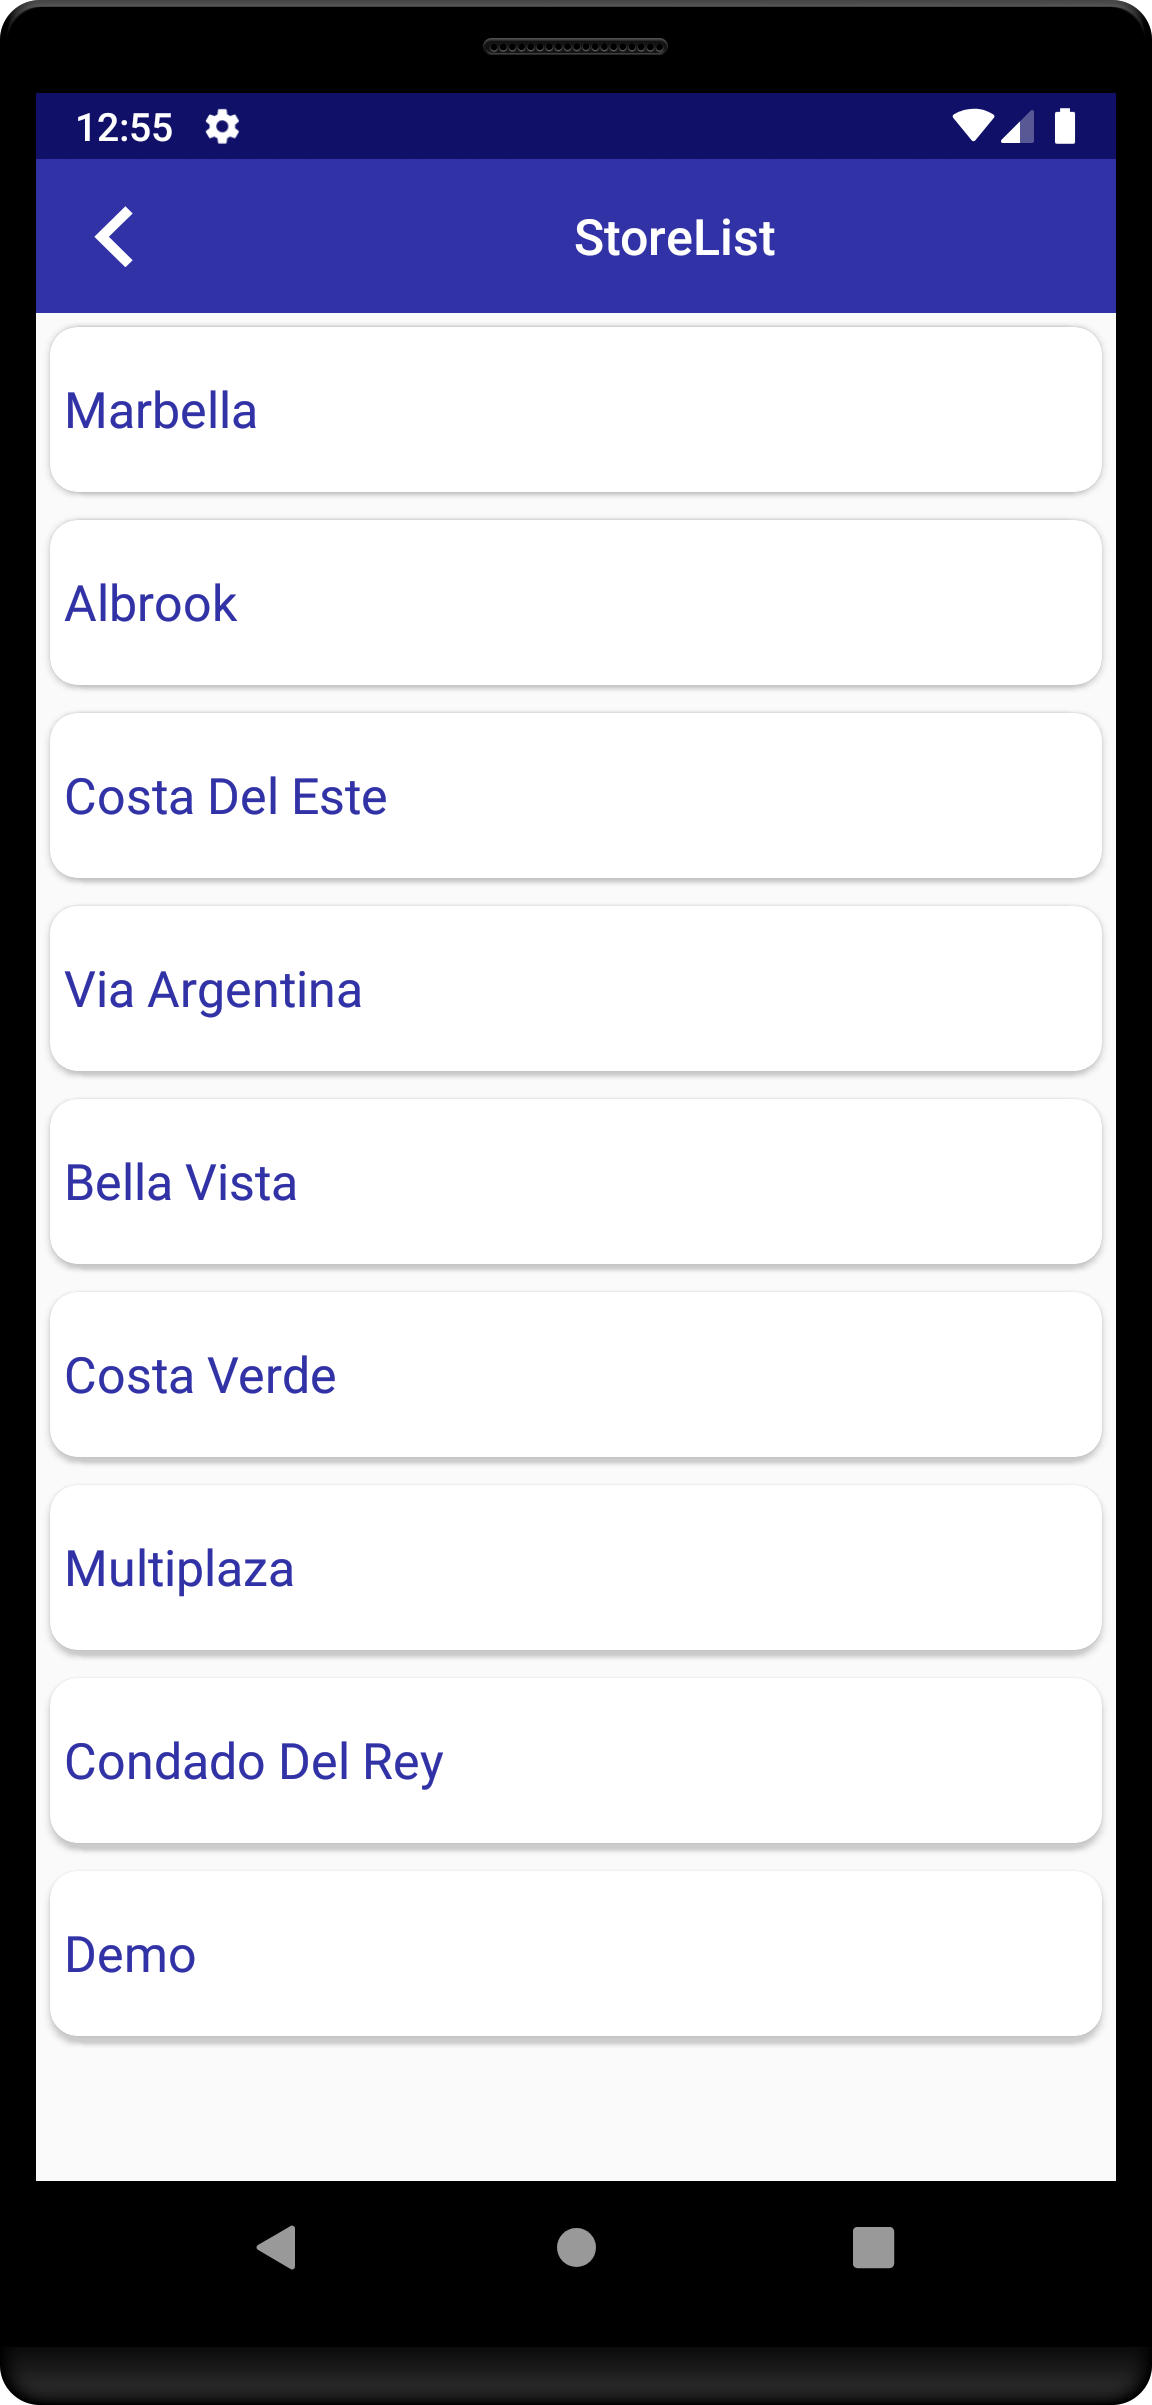 12:55
StoreList
Marbella
Albrook
Costa Del Este
Via Argentina
Bella Vista
Costa Verde
Multiplaza
Condado Del Rey
Demo